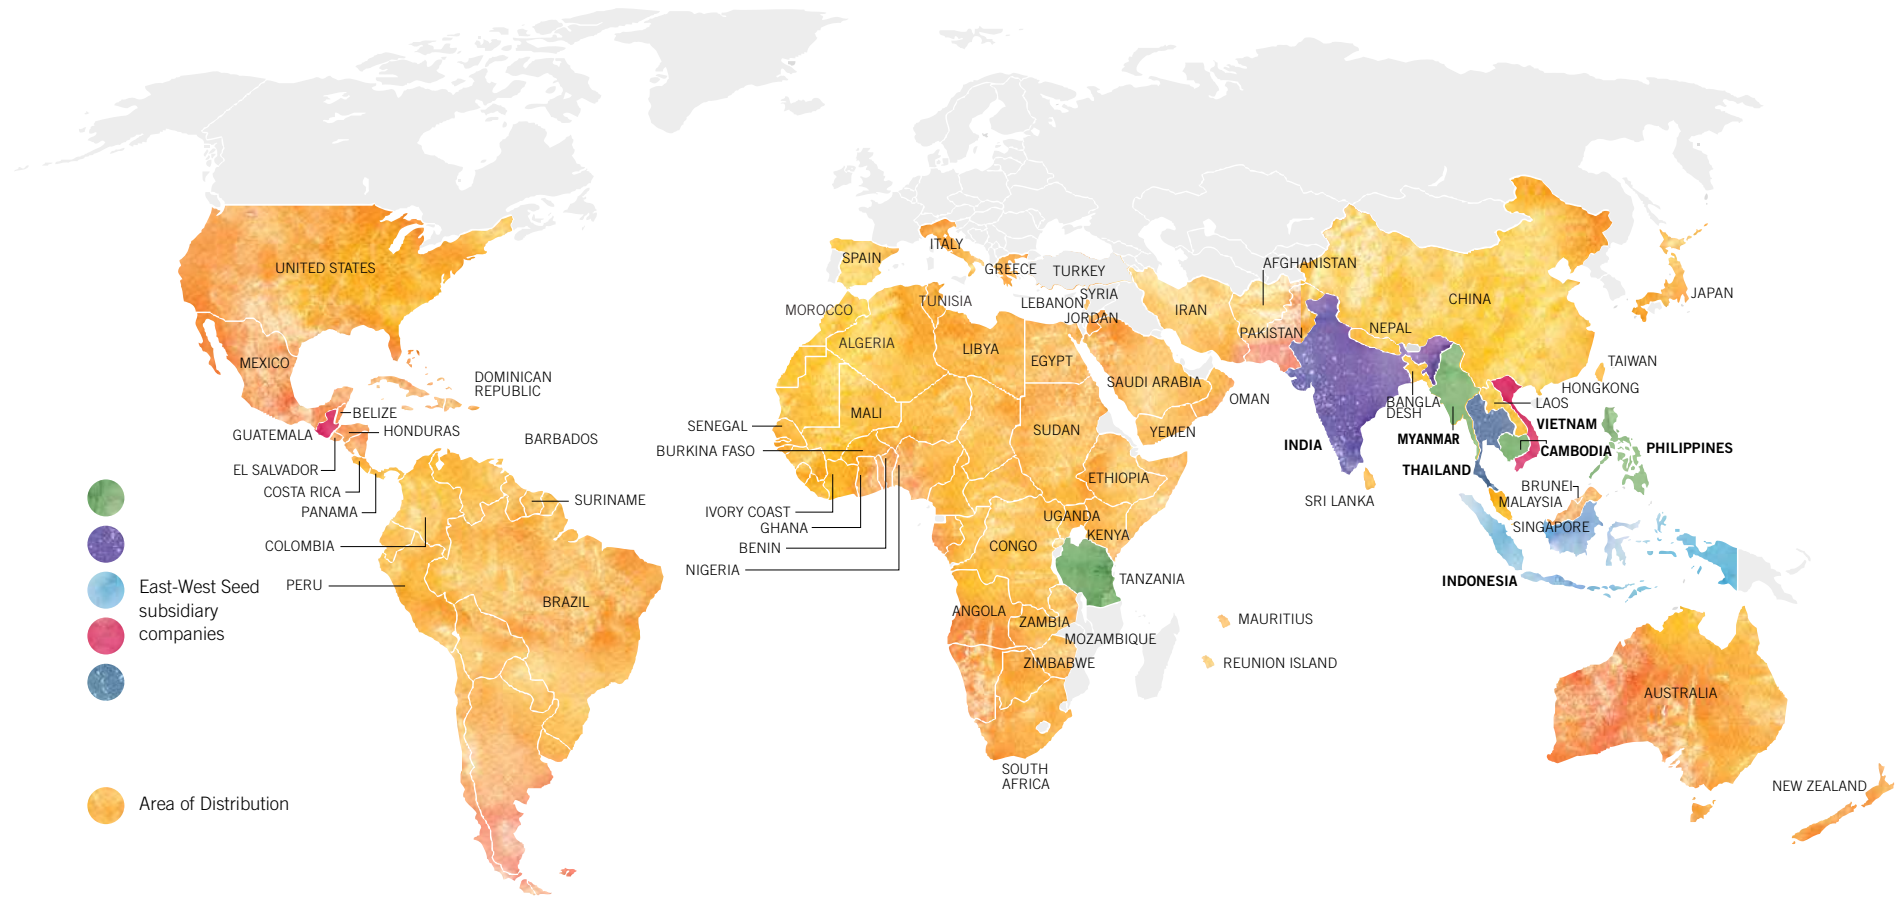 UNITED STATES
MEXICO
DOMINICAN
REPUBLIC
BELIZE
HONDURAS
GUATEMALA
BARBADOS
EL SALVADOR
COSTA RICA
PANAMA
SURINAME
COLOMBIA
PERU
BRAZIL
East-West Seed
subsidiary
companies
Area of Distribution
SPAIN
ITALY
GREECE
TURKEY
SYRIA
LEBANON
JORDAN
MOROCCO
TUNISIA
ALGERIA
LIBYA
EGYPT
SAUDI ARABIA
OMAN
YEMEN
MALI
SENEGAL
BURKINA FASO
SUDAN
ETHIOPIA
IVORY COAST
GHANA
BENIN
NIGERIA
UGANDA
KENYA
CONGO
TANZANIA
ANGOLA
ZAMBIA
MOZAMBIQUE
ZIMBABWE
MAURITIUS
REUNION ISLAND
SOUTH
AFRICA
AFGHANISTAN
IRAN
PAKISTAN
NEPAL
CHINA
JAPAN
TAIWAN
HONGKONG
LAOS
BANGLA
DESH
VIETNAM
MYANMAR
INDIA
CAMBODIA
PHILIPPINES
THAILAND
SRI LANKA
BRUNEI
MALAYSIA
SINGAPORE
INDONESIA
AUSTRALIA
NEW ZEALAND